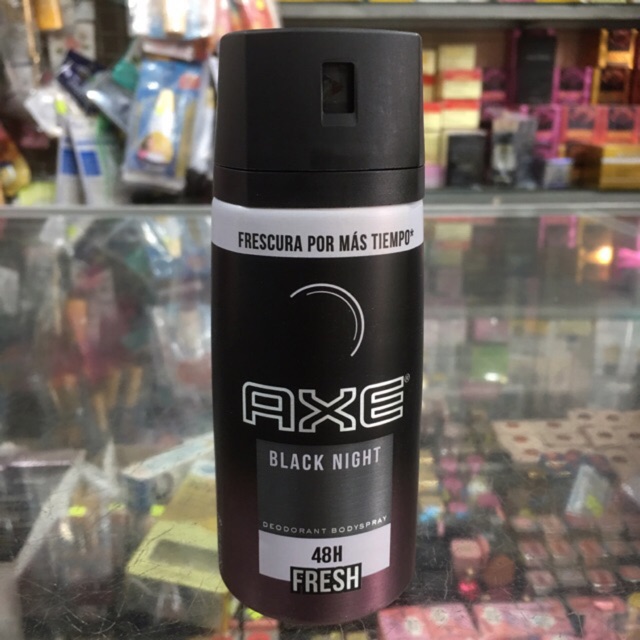 FRESCURA POR MÁS TIEMPO*
AXE®
BLACK NIGHT
DEODORANT BODYSPRAY
48H
FRESH